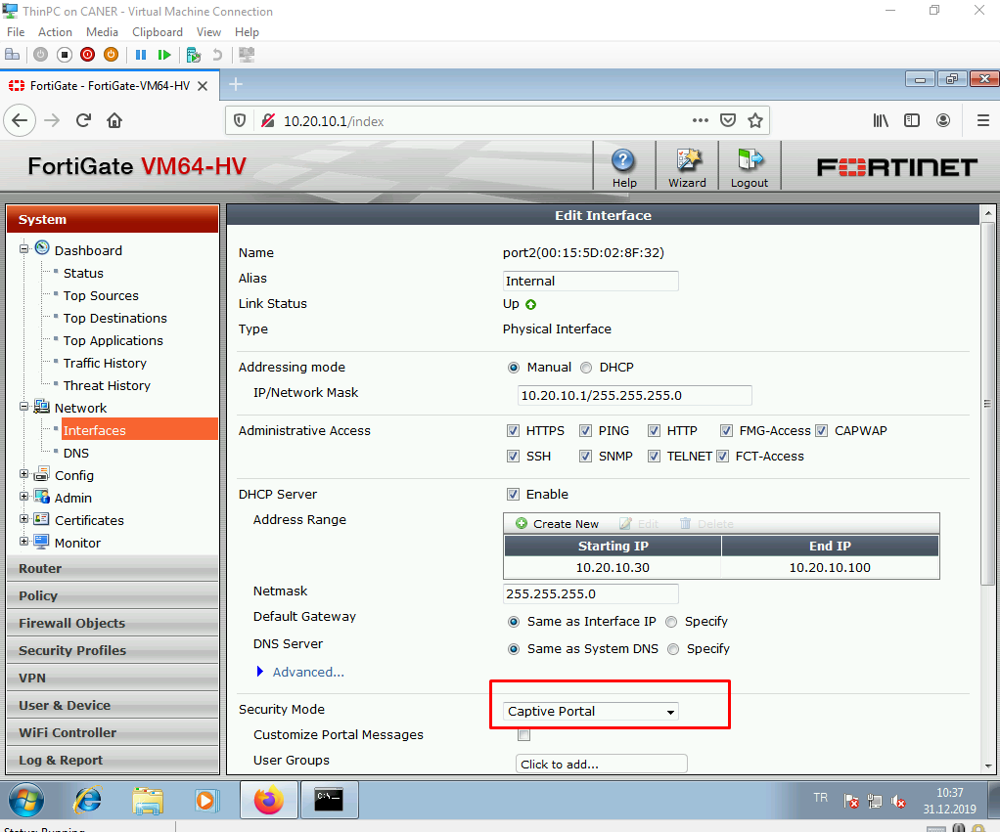 ThinPC on CANER - Virtual Machine Connection
File Action Media Clipboard View Help
FortiGate - FortiGate-VM64-HV
10.20.10.1/index
FortiGate VM64-HV
Help Wizard Logout
FORTINET
System
Dashboard
Status
Top Sources
Top Destinations
Top Applications
Traffic History
Threat History
Network
Interfaces
DNS
Config
Admin
Certificates
Monitor
Router
Policy
Firewall Objects
Security Profiles
VPN
User & Device
WiFi Controller
Log & Report
Edit Interface
Name port2(00:15:5D:02:8F:32)
Alias Internal
Link Status Up
Type Physical Interface
Addressing mode Manual DHCP
IP/Network Mask 10.20.10.1/255.255.255.0
Administrative Access HTTPS PING HTTP FMG-Access CAPWAP
SSH SNMP TELNET FCT-Access
DHCP Server Enable
Address Range Create New Edit Delete
Starting IP End IP
10.20.10.30 10.20.10.100
Netmask 255.255.255.0
Default Gateway Same as Interface IP Specify
DNS Server Same as System DNS Specify
Advanced...
Security Mode Captive Portal
Customize Portal Messages
User Groups Click to add...
C:\
TR
10:37
31.12.2019
Status: Running